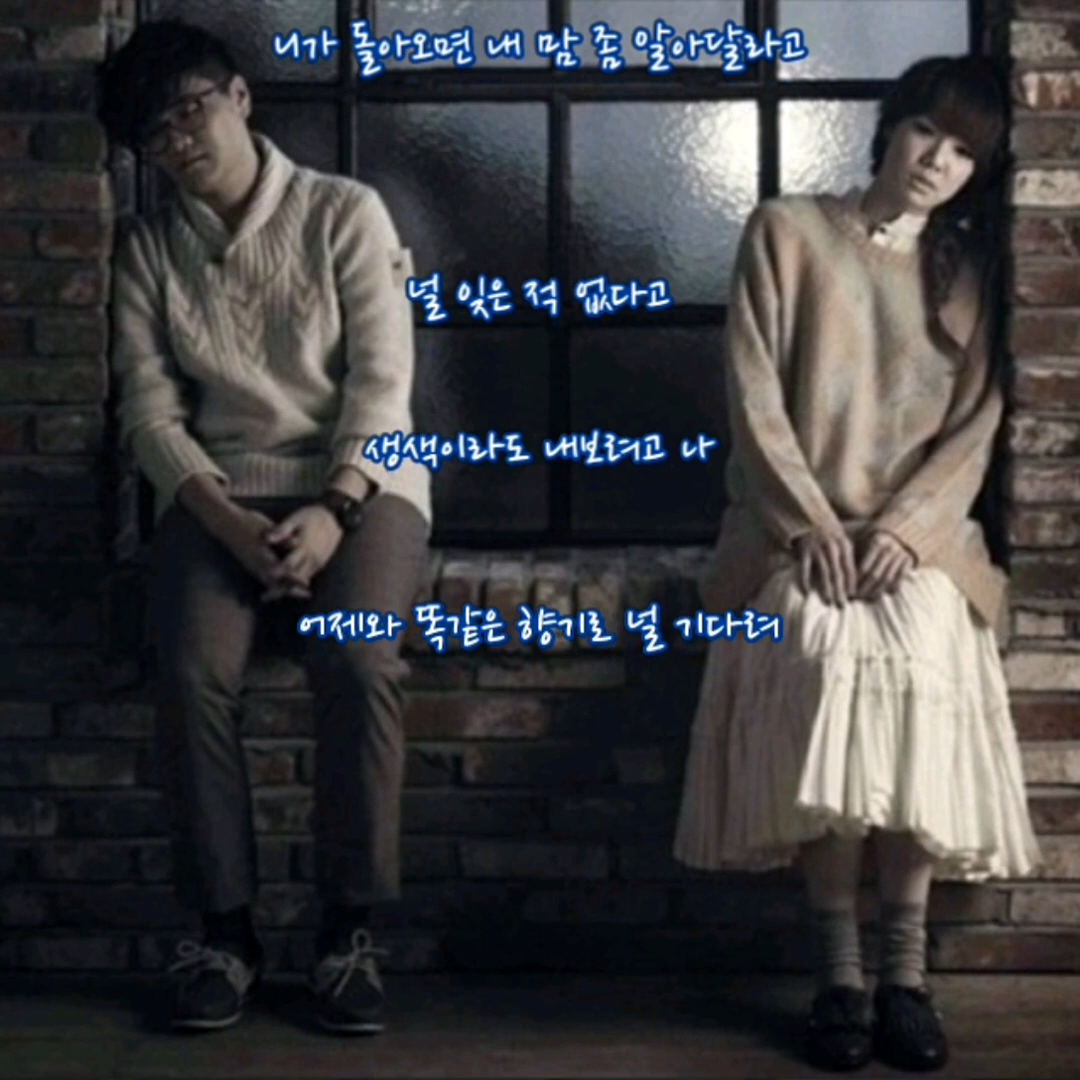 니가 돌아오면 내 맘 좀 알아달라고
널 잊은 적 없다고
생색이라도 내보려고 나
어제와 똑같은 향기로 널 기다려